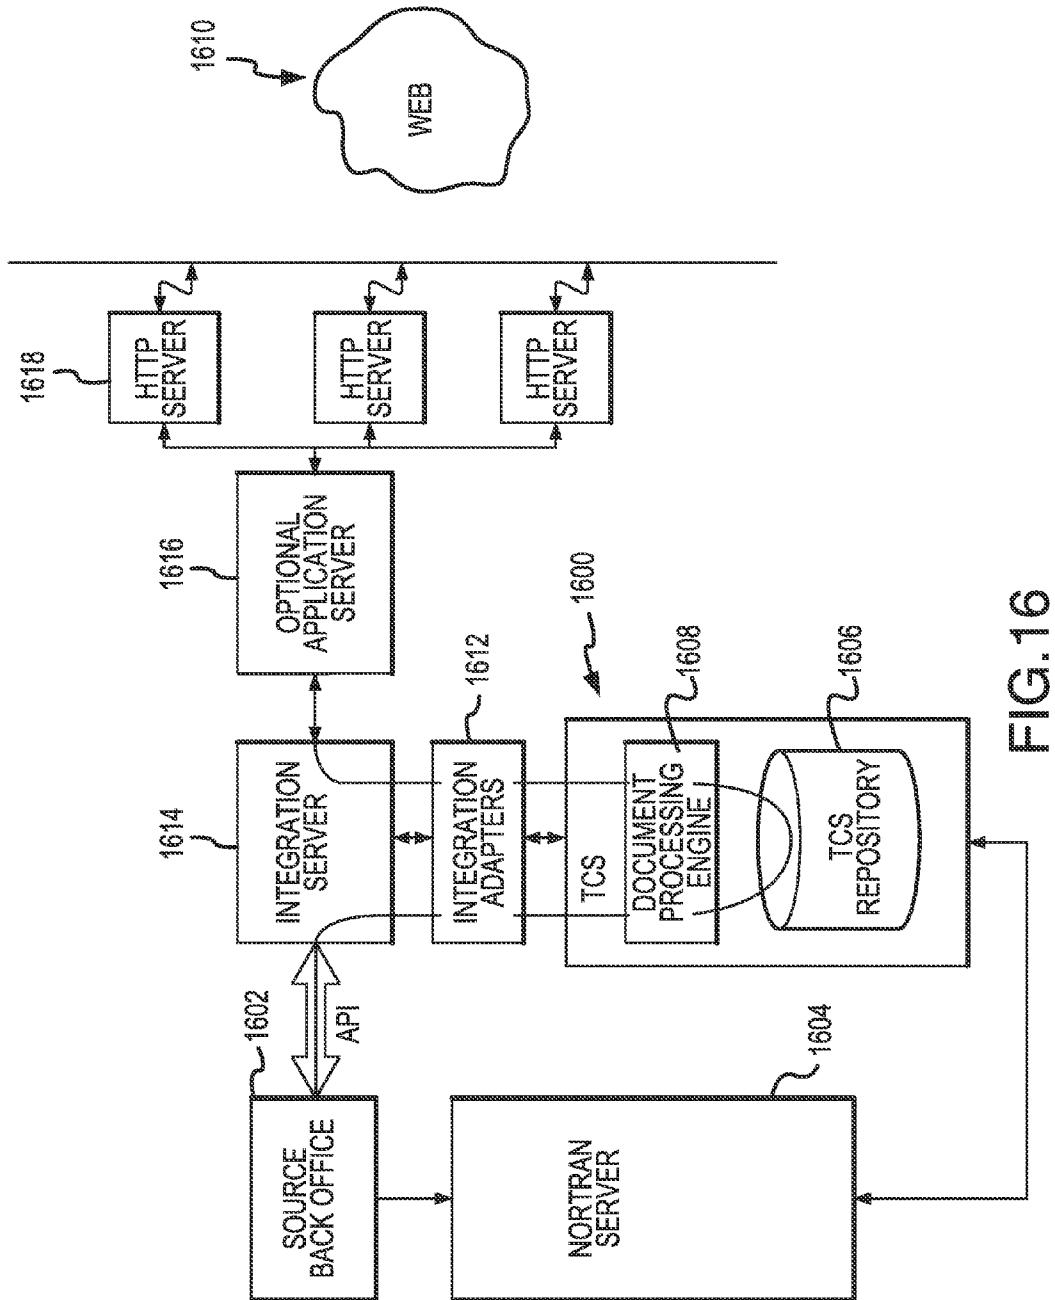 1610
WEB
1618
HTTP
SERVER
HTTP
SERVER
HTTP
SERVER
1616
OPTIONAL
APPLICATION
SERVER
1614
INTEGRATION
SERVER
1612
INTEGRATION
ADAPTERS
1600
TCS
1608
DOCUMENT
PROCESSING
ENGINE
1606
TCS
REPOSITORY
1602
SOURCE
BACK OFFICE
API
1604
NORTRAN
SERVER
FIG.16